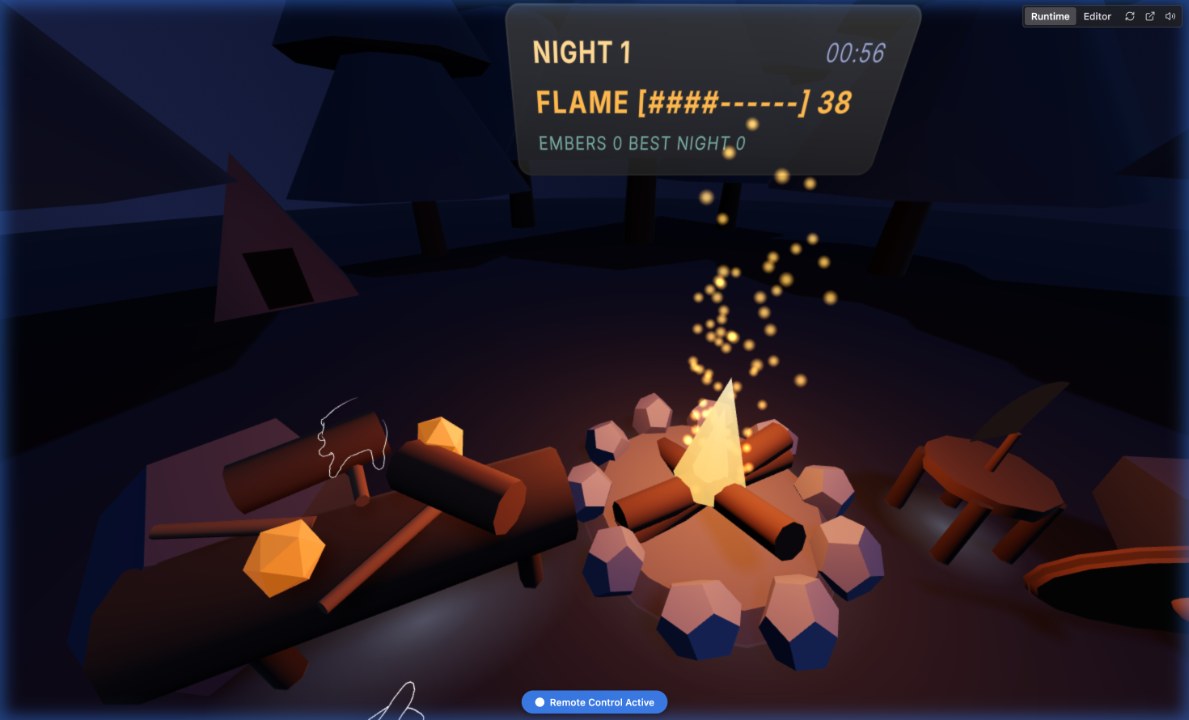 Runtime Editor
NIGHT 1 00:56
FLAME [####------] 38
EMBERS 0 BEST NIGHT 0
Remote Control Active